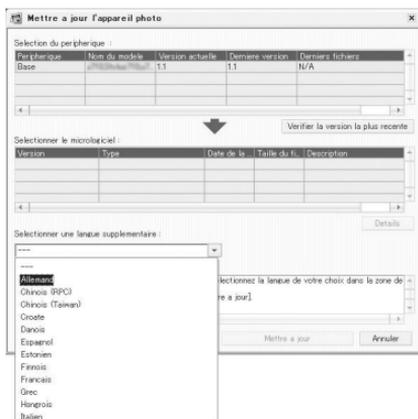 Mettre a jour l'appareil photo
Selection du peripherique :
Peripherique Nom du modele Version actuelle Derniere version Derniers fichiers
Base 1.1 1.1 N/A
Verifier la version la plus recente
Selectionner le micrologiciel :
Version Type Date de la ... Taille du fi... Description
Details
Selectionner une langue supplementaire :
---
---
Allemand
lectionnez la langue de votre choix dans la zone de
Chinois (RPC)
re a jour].
Chinois (Taiwan)
Croate
Danois
Espagnol
Mettre a jour Annuler
Estonien
Finnois
Francais
Grec
Hongrois
Italien